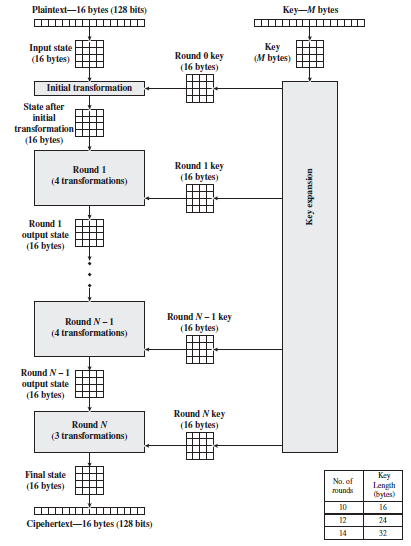 Plaintext—16 bytes (128 bits)
Key—M bytes
Input state
(16 bytes)
Round 0 key
(16 bytes)
Key
(M bytes)
Initial transformation
State after
initial
transformation
(16 bytes)
Round 1
(4 transformations)
Round 1 key
(16 bytes)
Key expansion
Round 1
output state
(16 bytes)
Round N – 1
(4 transformations)
Round N – 1 key
(16 bytes)
Round N – 1
output state
(16 bytes)
Round N
(3 transformations)
Round N key
(16 bytes)
Final state
(16 bytes)
Cipehertext—16 bytes (128 bits)
No. of
rounds
Key
Length
(bytes)
10 16
12 24
14 32